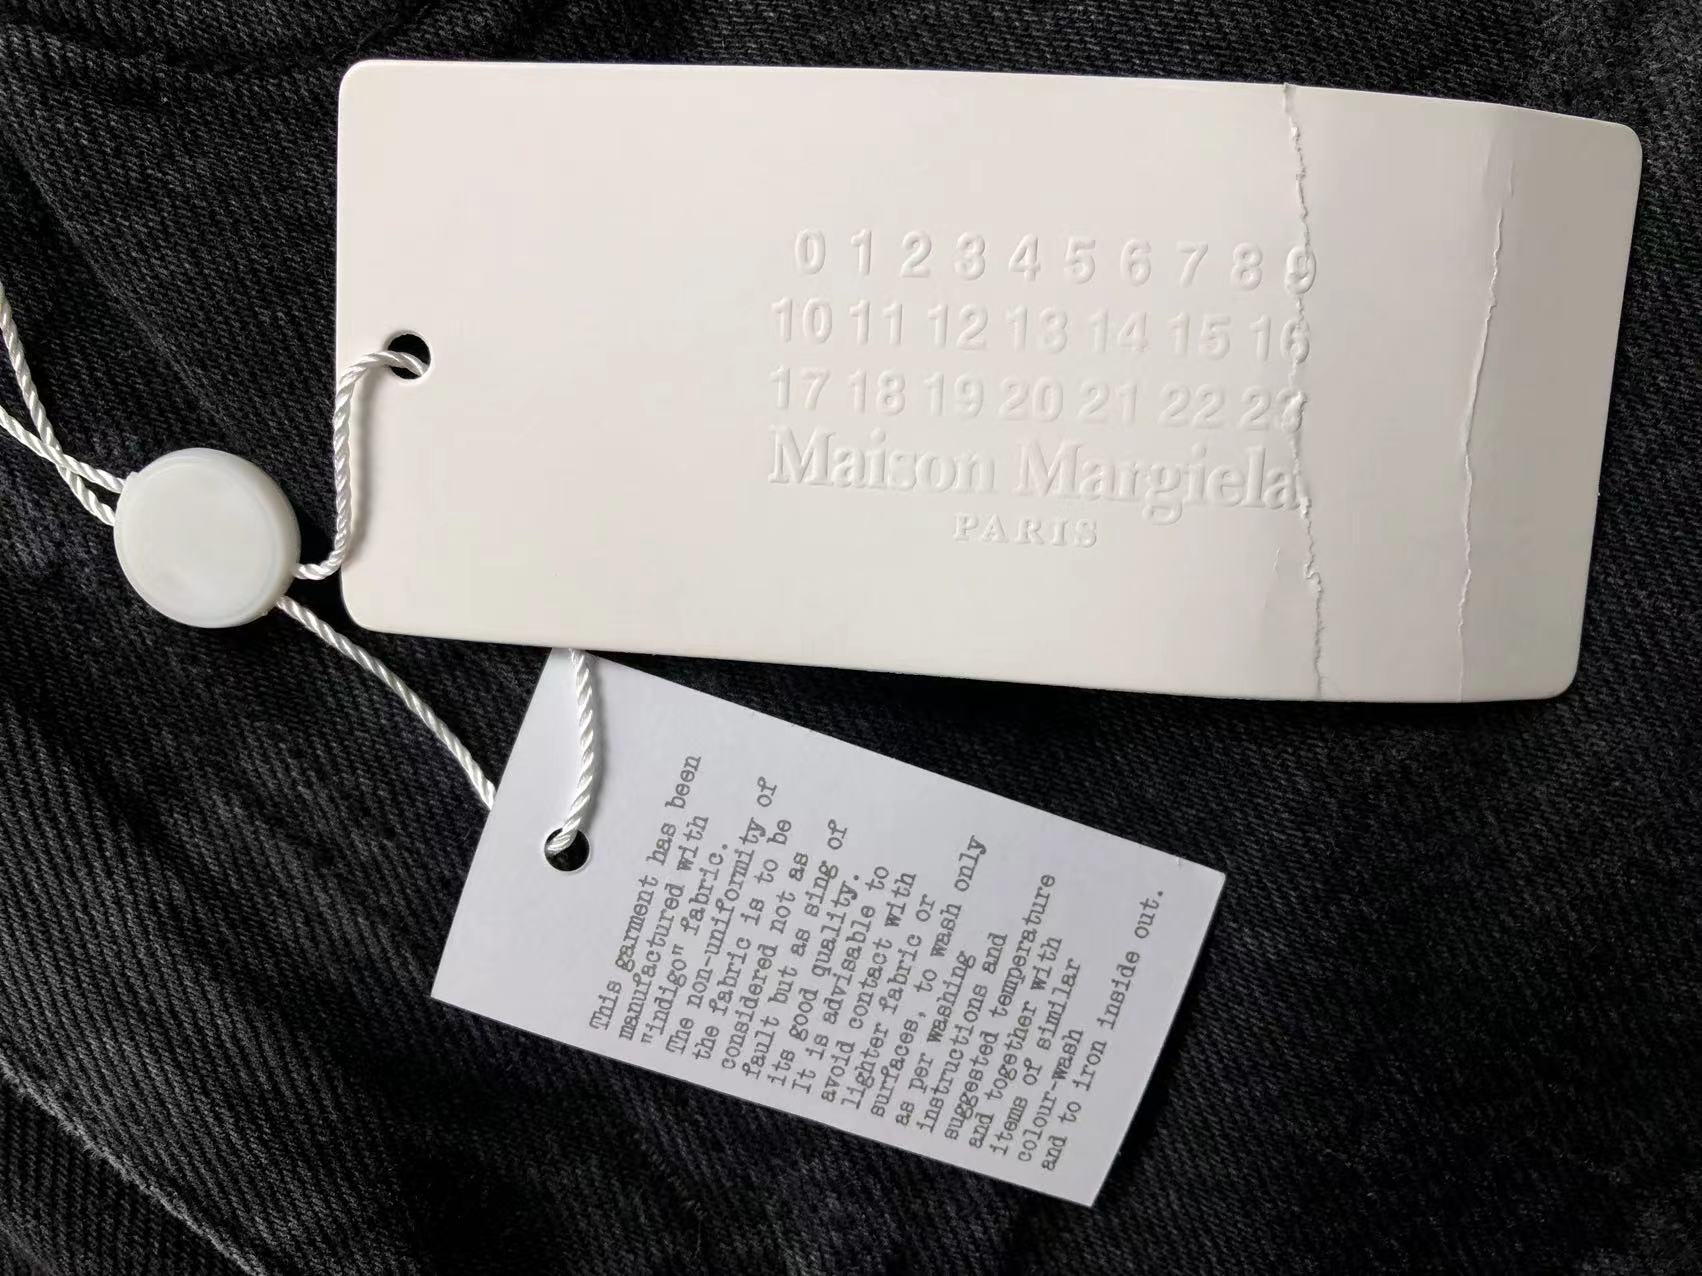 0 1 2 3 4 5 6 7 8 9
10 11 12 13 14 15 16
17 18 19 20 21 22 23
Maison Margiela
PARIS
This garment has been
manufactured with
"indigo" fabric.
The non-uniformity of
the fabric is to be
considered not as
fault but as sing of
its good quality.
It is advisable to
avoid contact with
lighter fabric or
surfaces, to wash only
as per washing
instructions and
suggested temperature
and together with
items of similar
colour-wash
and to iron inside out.